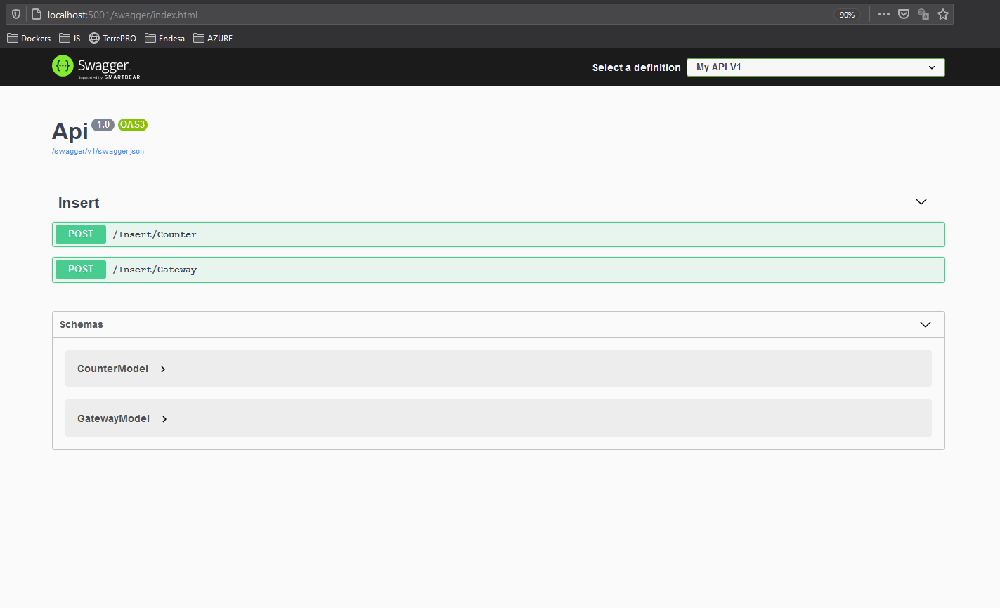 localhost:5001/swagger/index.html
90%
Dockers JS TerrePRO Endesa AZURE
Swagger
Supported by SMARTBEAR
Select a definition My API V1
Api 1.0 OAS3
/swagger/v1/swagger.json
Insert
POST /Insert/Counter
POST /Insert/Gateway
Schemas
CounterModel
GatewayModel